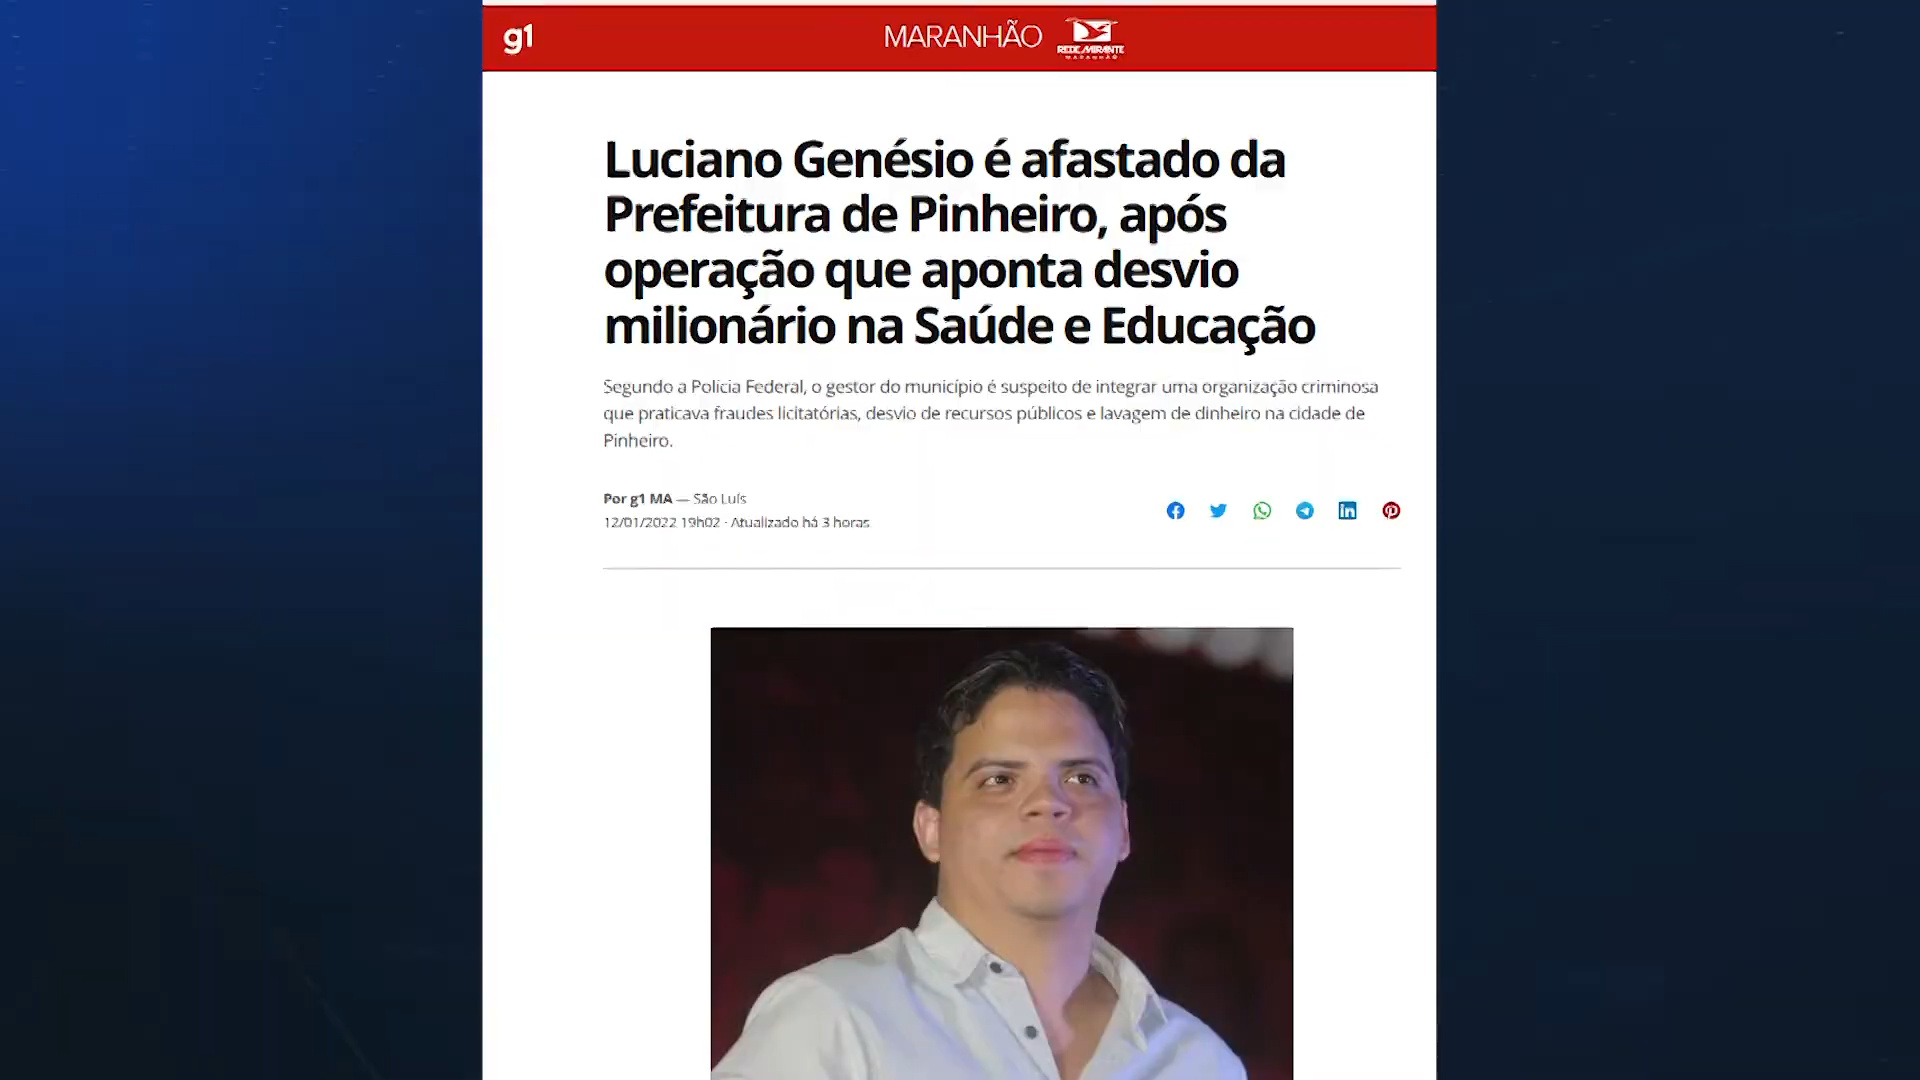 g1
MARANHÃO
REDE MIRANTE
MARANHÃO
Luciano Genésio é afastado da
Prefeitura de Pinheiro, após
operação que aponta desvio
milionário na Saúde e Educação
Segundo a Polícia Federal, o gestor do município é suspeito de integrar uma organização criminosa
que praticava fraudes licitatórias, desvio de recursos públicos e lavagem de dinheiro na cidade de
Pinheiro.
Por g1 MA — São Luís
12/01/2022 19h02 · Atualizado há 3 horas